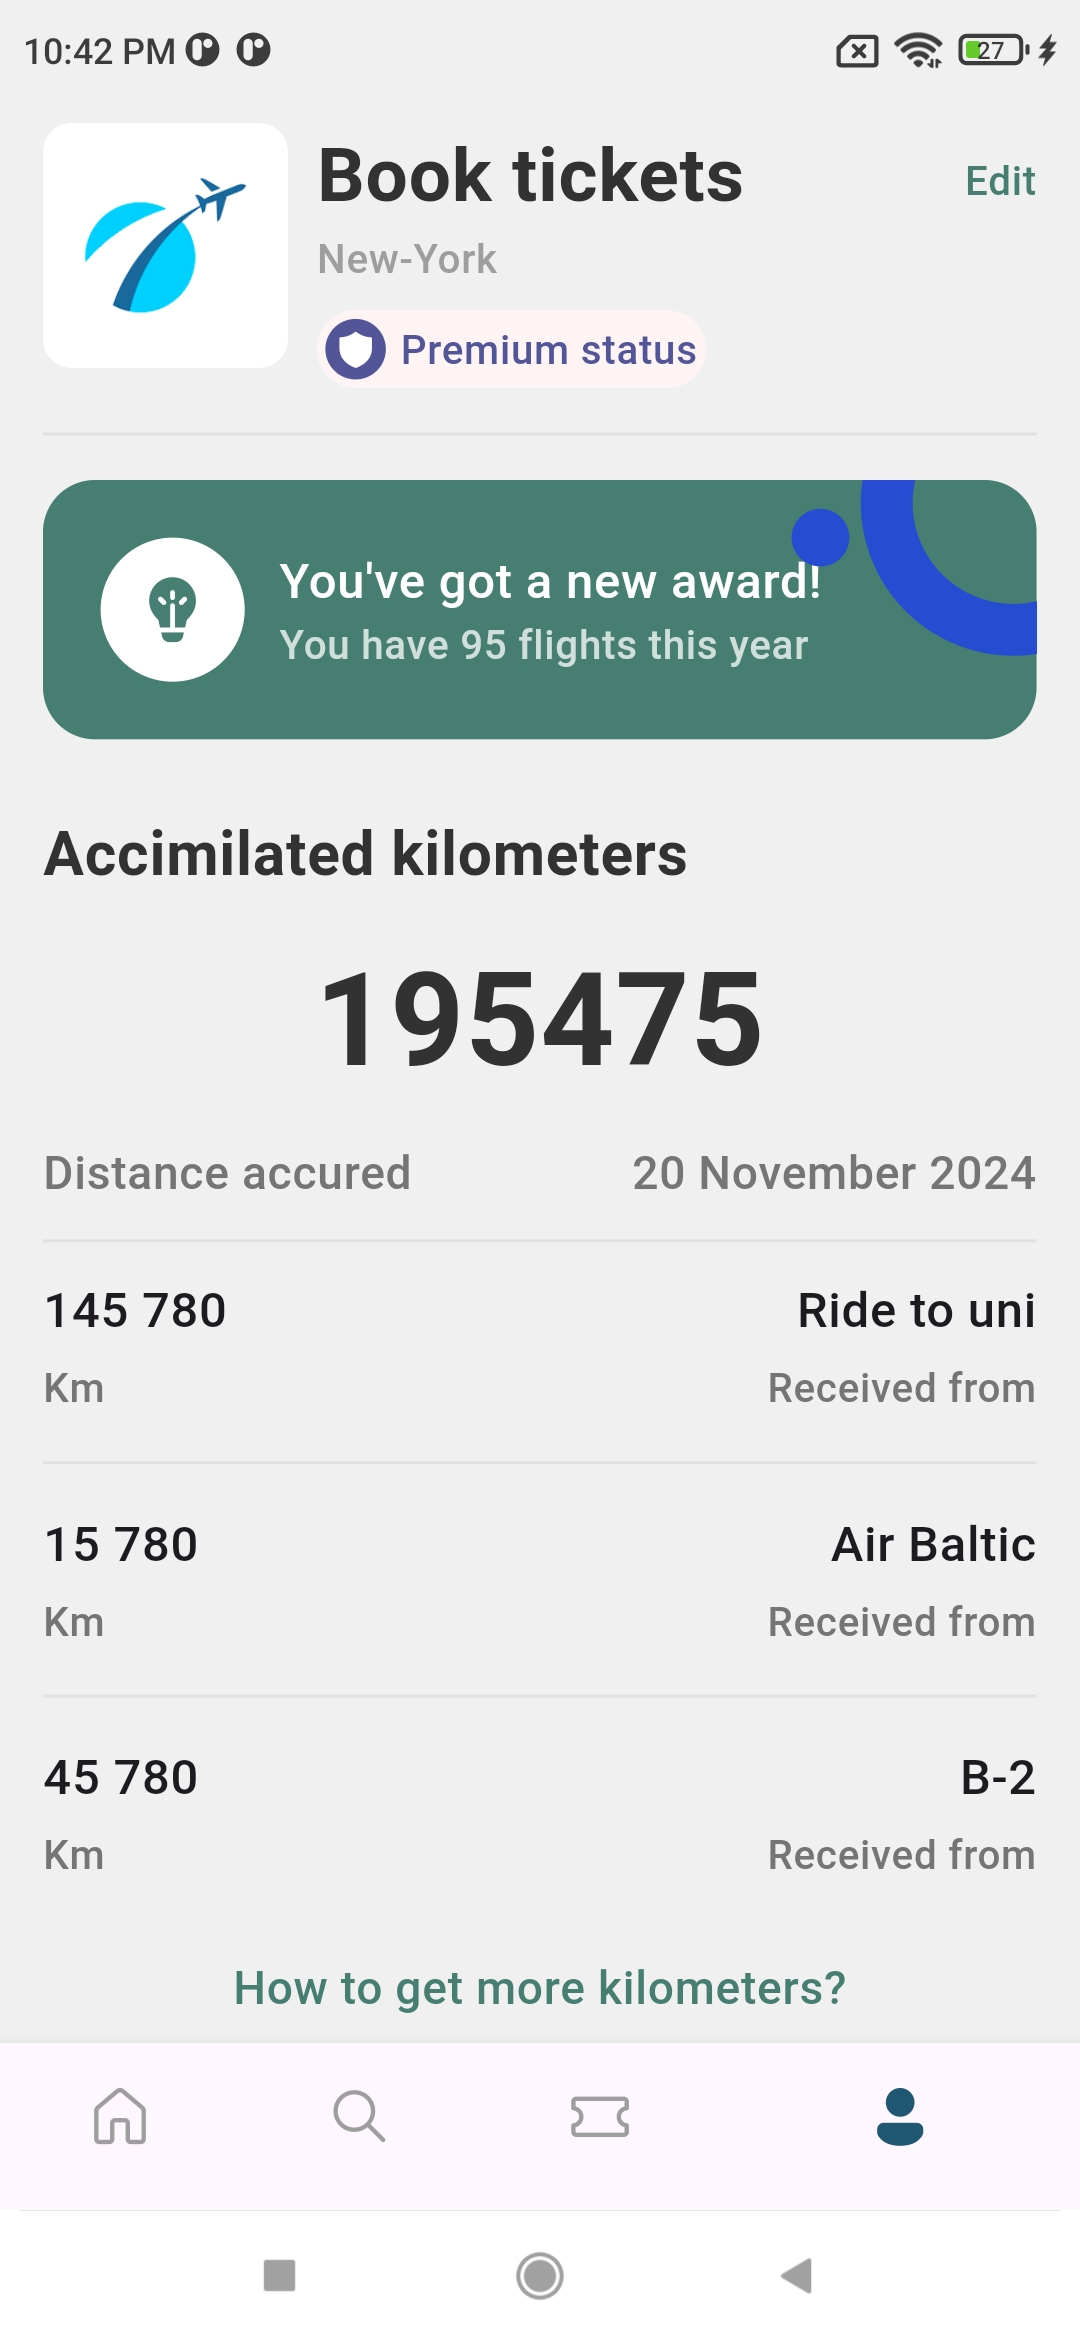 10:42 PM
27
Book tickets
Edit
New-York
Premium status
You've got a new award!
You have 95 flights this year
Accimilated kilometers
195475
Distance accured
20 November 2024
145 780
Ride to uni
Km
Received from
15 780
Air Baltic
Km
Received from
45 780
B-2
Km
Received from
How to get more kilometers?